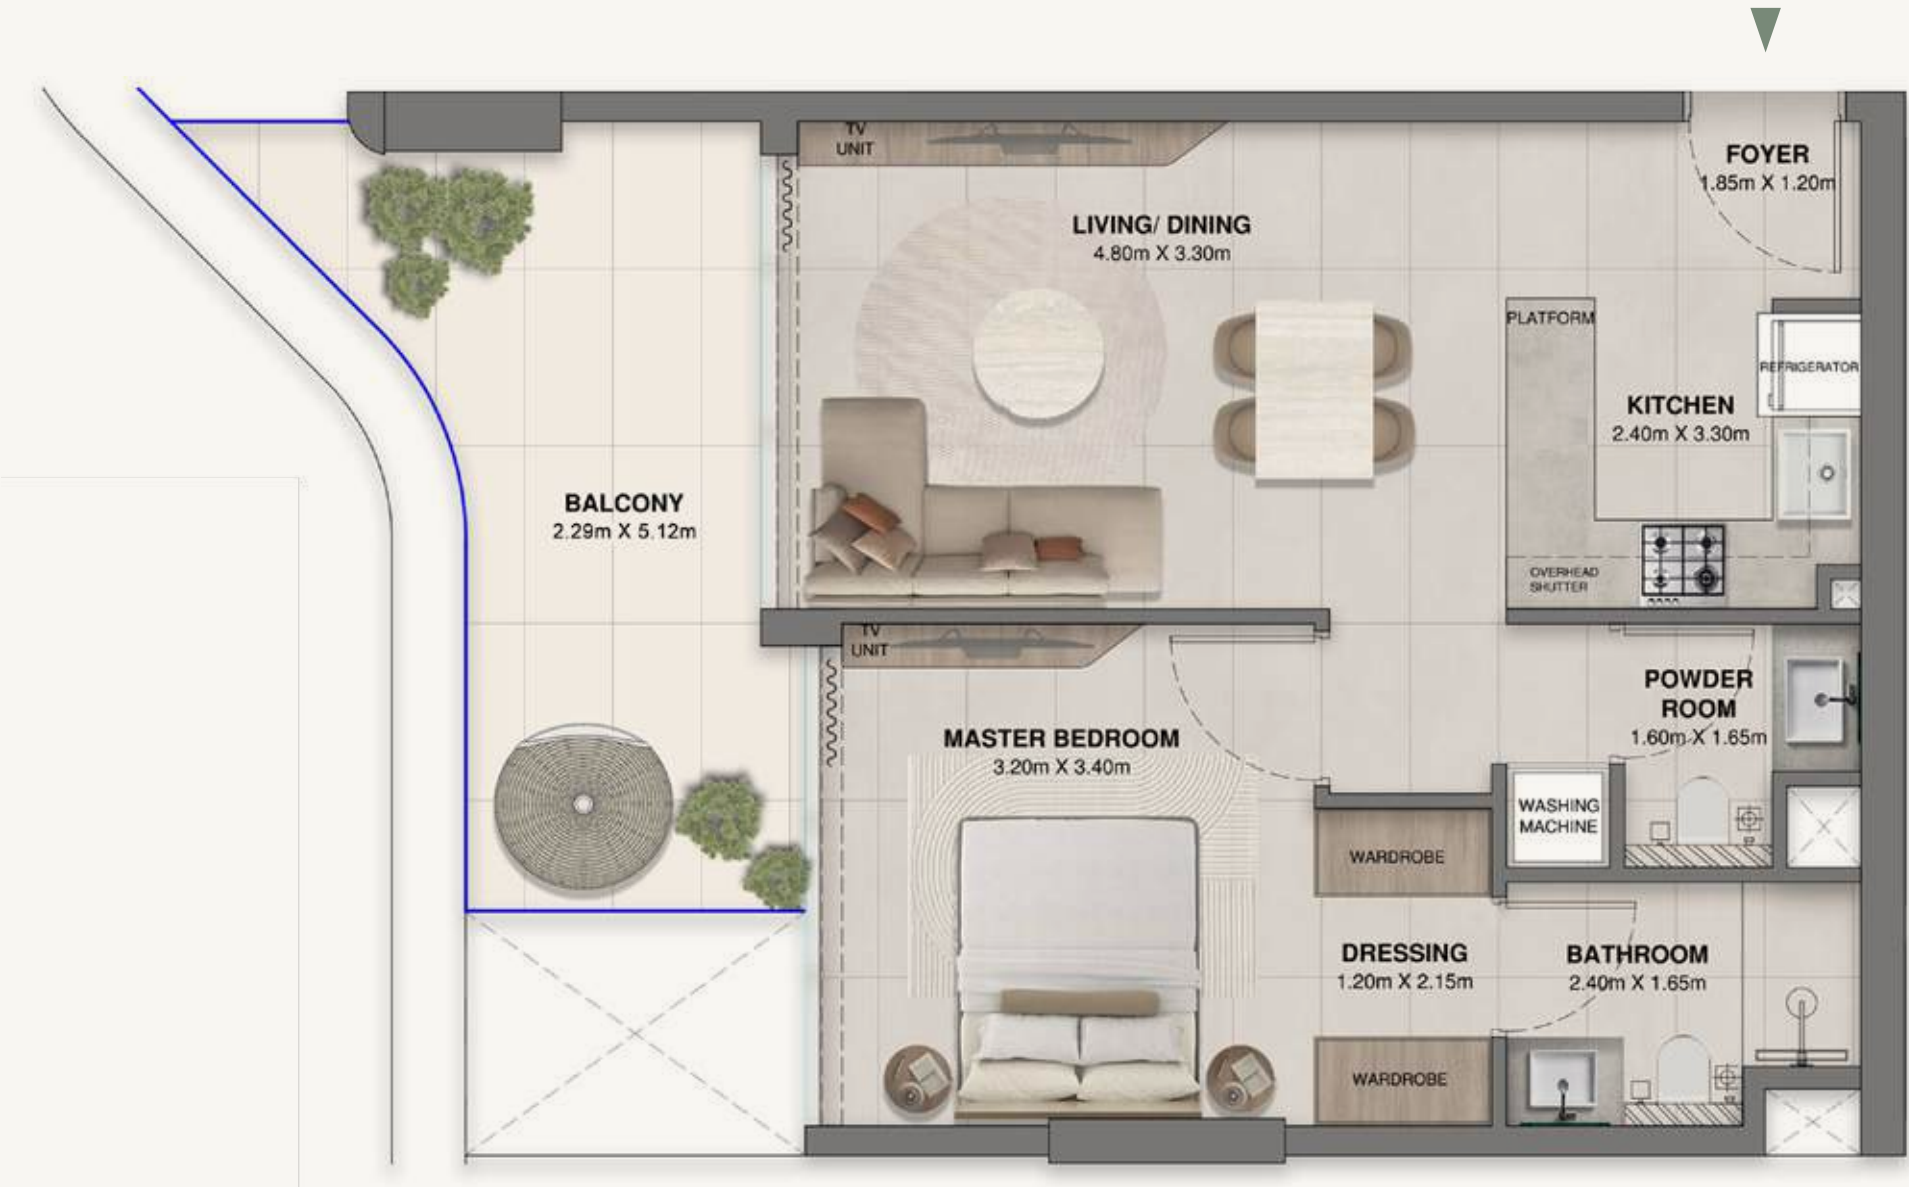 TV
UNIT
FOYER
1.85m X 1.20m
LIVING/ DINING
4.80m X 3.30m
PLATFORM
REFRIGERATOR
KITCHEN
2.40m X 3.30m
BALCONY
2.29m X 5.12m
OVERHEAD
SHUTTER
TV
UNIT
POWDER
ROOM
1.60m X 1.65m
MASTER BEDROOM
3.20m X 3.40m
WASHING
MACHINE
WARDROBE
DRESSING
1.20m X 2.15m
BATHROOM
2.40m X 1.65m
WARDROBE